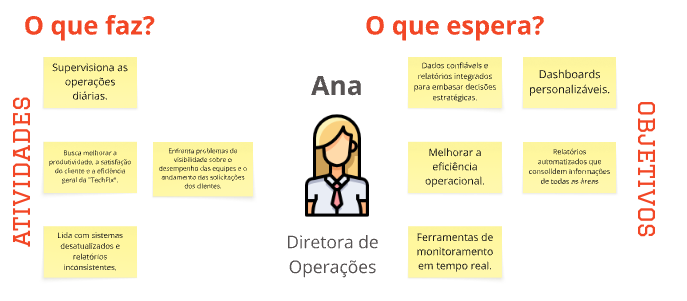 O que faz?
O que espera?
ATIVIDADES
Supervisiona as
operações
diárias.
Busca melhorar a
produtividade, a satisfação
do cliente e a eficiência
geral da "TechFix".
Enfrenta problemas de
visibilidade sobre o
desempenho das equipes e o
andamento das solicitações
dos clientes.
Lida com sistemas
desatualizados e
relatórios
inconsistentes.
Ana
Diretora de
Operações
Dados confiáveis e
relatórios integrados
para embasar decisões
estratégicas.
Dashboards
personalizáveis.
Melhorar a
eficiência
operacional.
Relatórios
automatizados que
consolidem informações
de todas as áreas
Ferramentas de
monitoramento
em tempo real.
OBJETIVOS